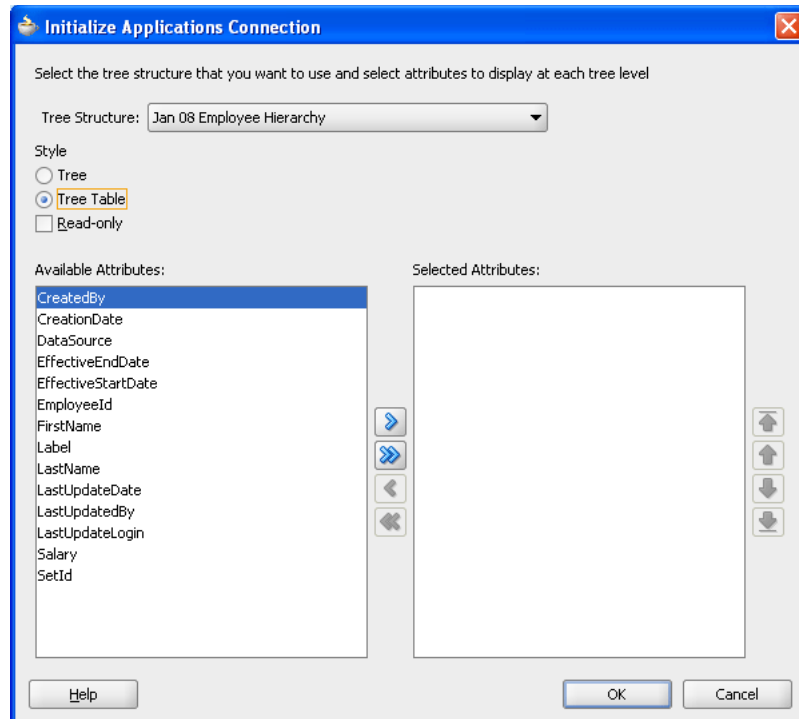 Initialize Applications Connection
Select the tree structure that you want to use and select attributes to display at each tree level
Tree Structure: Jan 08 Employee Hierarchy
Style
Tree
Tree Table
Read-only
Available Attributes:
CreatedBy
CreationDate
DataSource
EffectiveEndDate
EffectiveStartDate
EmployeeId
FirstName
Label
LastName
LastUpdateDate
LastUpdatedBy
LastUpdateLogin
Salary
SetId
Selected Attributes:
Help
OK
Cancel